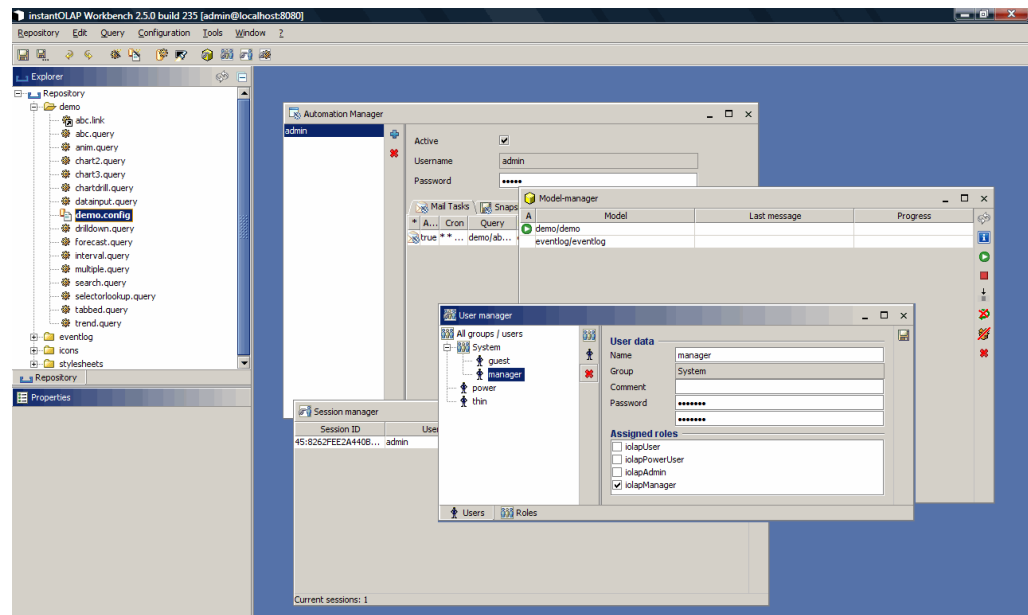 instantOLAP Workbench 2.5.0 build 235 [admin@localhost:8080]
Repository Edit Query Configuration Tools Window ?
Explorer
Repository
demo
abc.link
abc.query
anim.query
chart2.query
chart3.query
chartdrill.query
datainput.query
demo.config
drilldown.query
forecast.query
interval.query
multiple.query
search.query
selectorlookup.query
tabbed.query
trend.query
eventlog
icons
stylesheets
Repository
Properties
Automation Manager
admin
Active
Username admin
Password •••••
Mail Tasks Snaps
* A... Cron Query
true * * ... demo/ab...
Model-manager
A Model Last message Progress
demo/demo
eventlog/eventlog
User manager
All groups / users
System
guest
manager
power
thin
User data
Name manager
Group System
Comment
Password •••••••
•••••••
Assigned roles
iolapUser
iolapPowerUser
iolapAdmin
iolapManager
Users Roles
Session manager
Session ID User
45:8262FEE2A440B... admin
Current sessions: 1